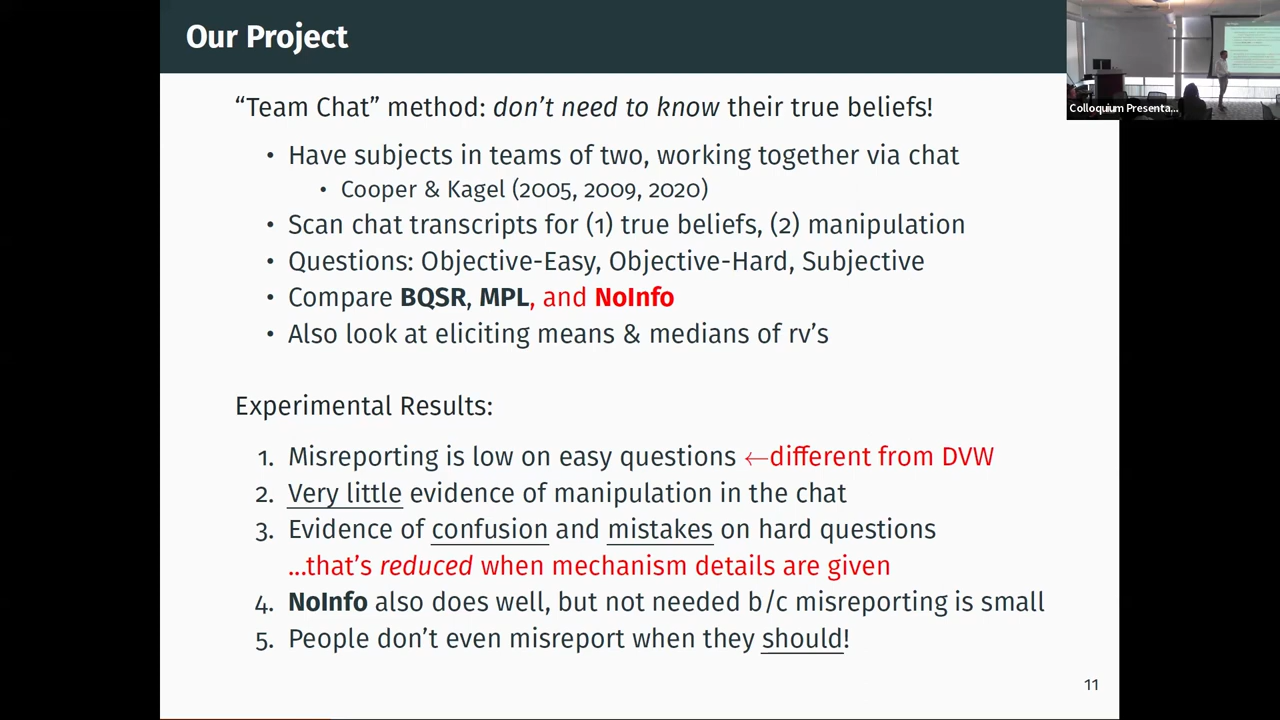 Our Project
Colloquium Presenta...
“Team Chat” method: don’t need to know their true beliefs!
• Have subjects in teams of two, working together via chat
• Cooper & Kagel (2005, 2009, 2020)
• Scan chat transcripts for (1) true beliefs, (2) manipulation
• Questions: Objective-Easy, Objective-Hard, Subjective
• Compare BQSR, MPL, and NoInfo
• Also look at eliciting means & medians of rv’s
Experimental Results:
1. Misreporting is low on easy questions ←different from DVW
2. Very little evidence of manipulation in the chat
3. Evidence of confusion and mistakes on hard questions
...that’s reduced when mechanism details are given
4. NoInfo also does well, but not needed b/c misreporting is small
5. People don’t even misreport when they should!
11